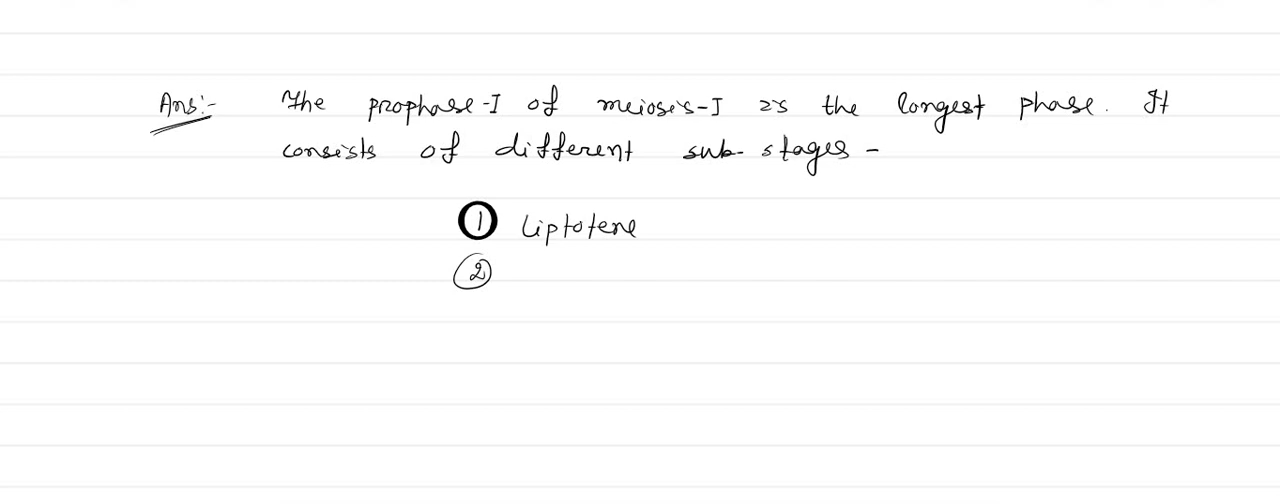 Ans:- The prophase-I of meiosis-I is the longest phase. It
consists of different sub-stages -
① Liptotene
②